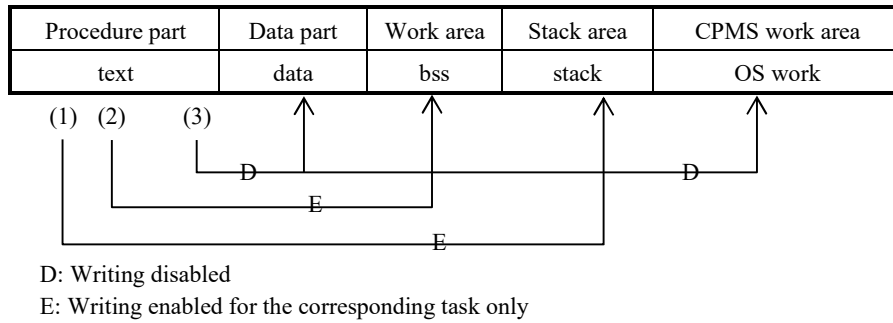 Procedure part Data part Work area Stack area CPMS work area
text data bss stack OS work
(1) (2) (3)
D D
E
E
D: Writing disabled
E: Writing enabled for the corresponding task only